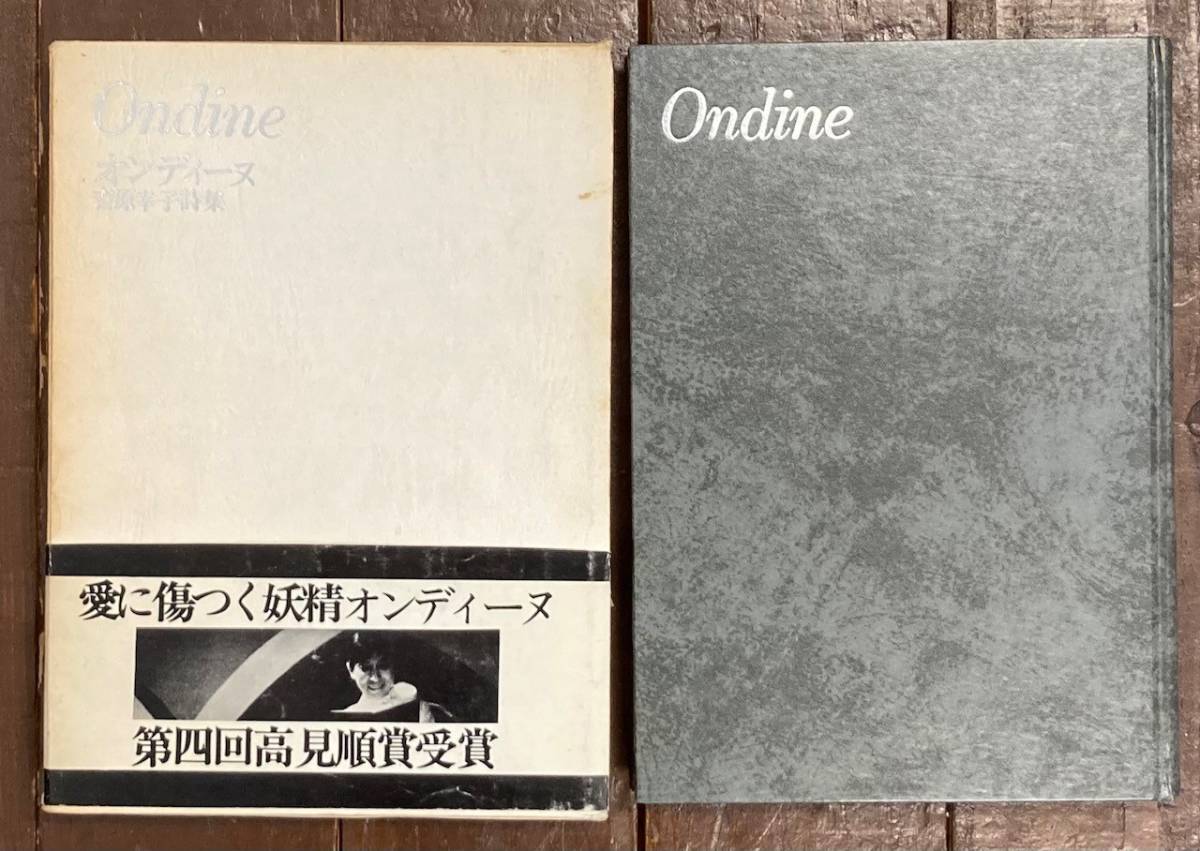 Ondine
オンディーヌ
吉原幸子詩集
愛に傷つく妖精オンディーヌ
第四回高見順賞受賞
Ondine